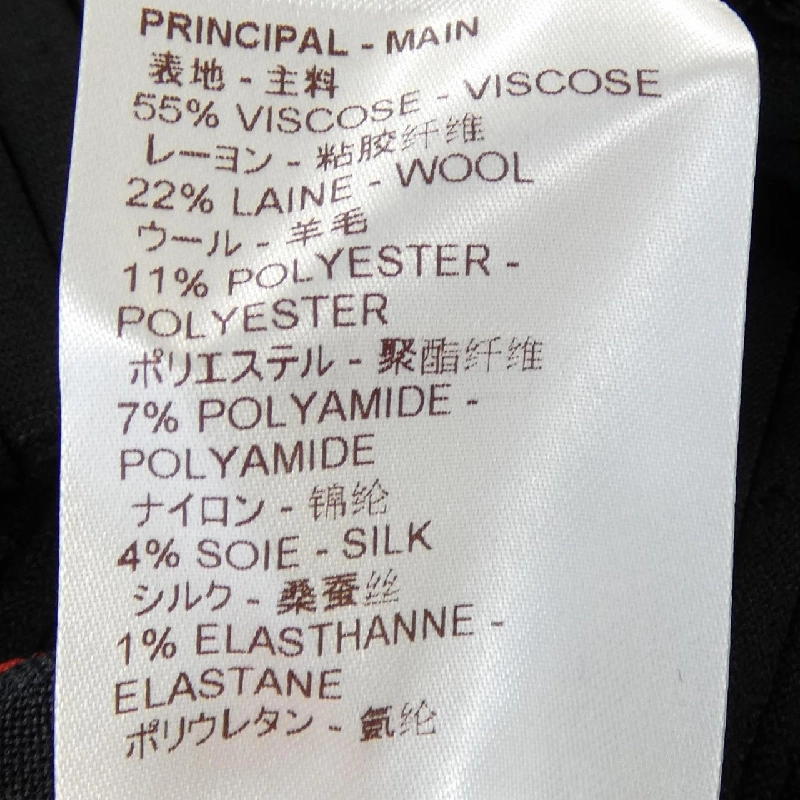 PRINCIPAL - MAIN
表地 - 主料
55% VISCOSE - VISCOSE
レーヨン - 粘胶纤维
22% LAINE - WOOL
ウール - 羊毛
11% POLYESTER -
POLYESTER
ポリエステル - 聚酯纤维
7% POLYAMIDE -
POLYAMIDE
ナイロン - 锦纶
4% SOIE - SILK
シルク - 桑蚕丝
1% ELASTHANNE -
ELASTANE
ポリウレタン - 氨纶